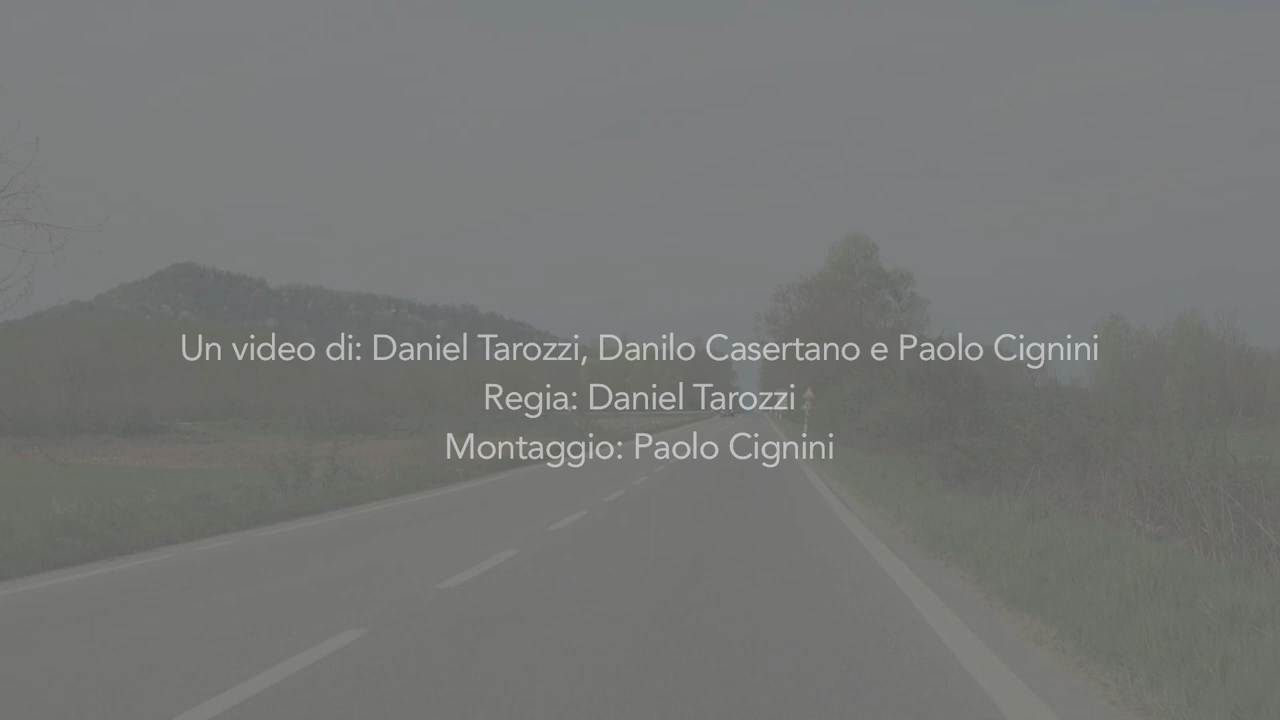 Un video di: Daniel Tarozzi, Danilo Casertano e Paolo Cignini
Regia: Daniel Tarozzi
Montaggio: Paolo Cignini